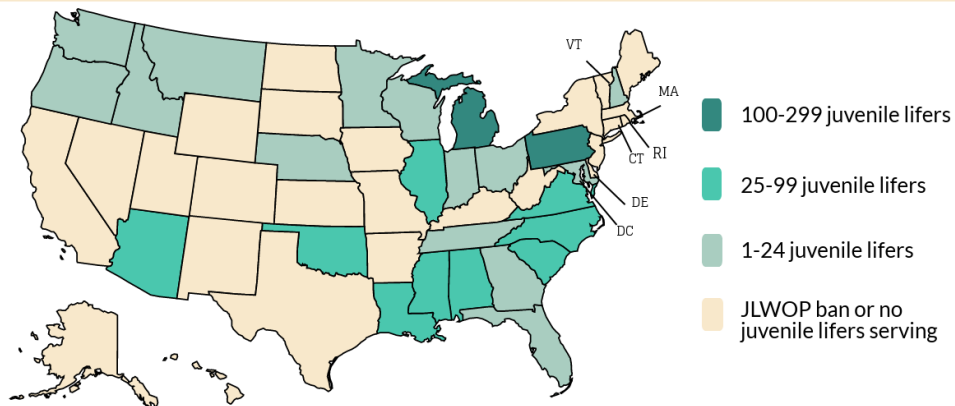 VT
MA
RI
CT
DE
DC
100-299 juvenile lifers
25-99 juvenile lifers
1-24 juvenile lifers
JLWOP ban or no
juvenile lifers serving